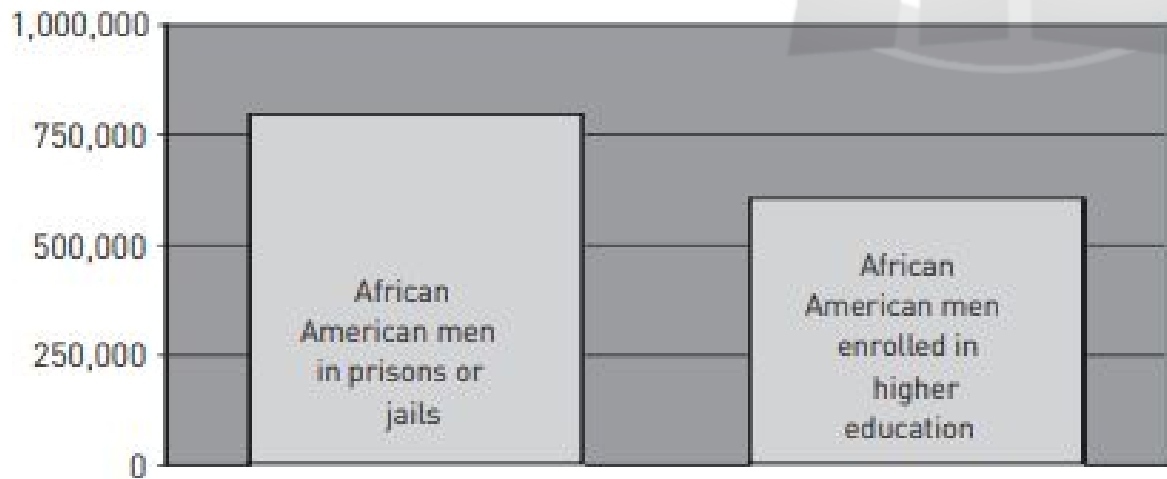 1,000,000
750,000
500,000
250,000
0
African
American men
in prisons or
jails
African
American men
enrolled in
higher
education